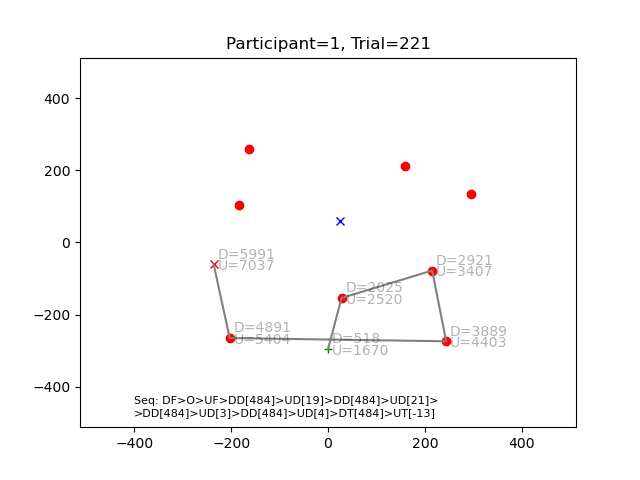 Participant=1, Trial=221
400
200
0
−200
−400
D=5991
U=7037
D=2921
U=3407
D=2025
U=2520
D=4891
U=5404
D=518
U=1670
D=3889
U=4403
Seq: DF>O>UF>DD[484]>UD[19]>DD[484]>UD[21]>
>DD[484]>UD[3]>DD[484]>UD[4]>DT[484]>UT[-13]
−400 −200 0 200 400